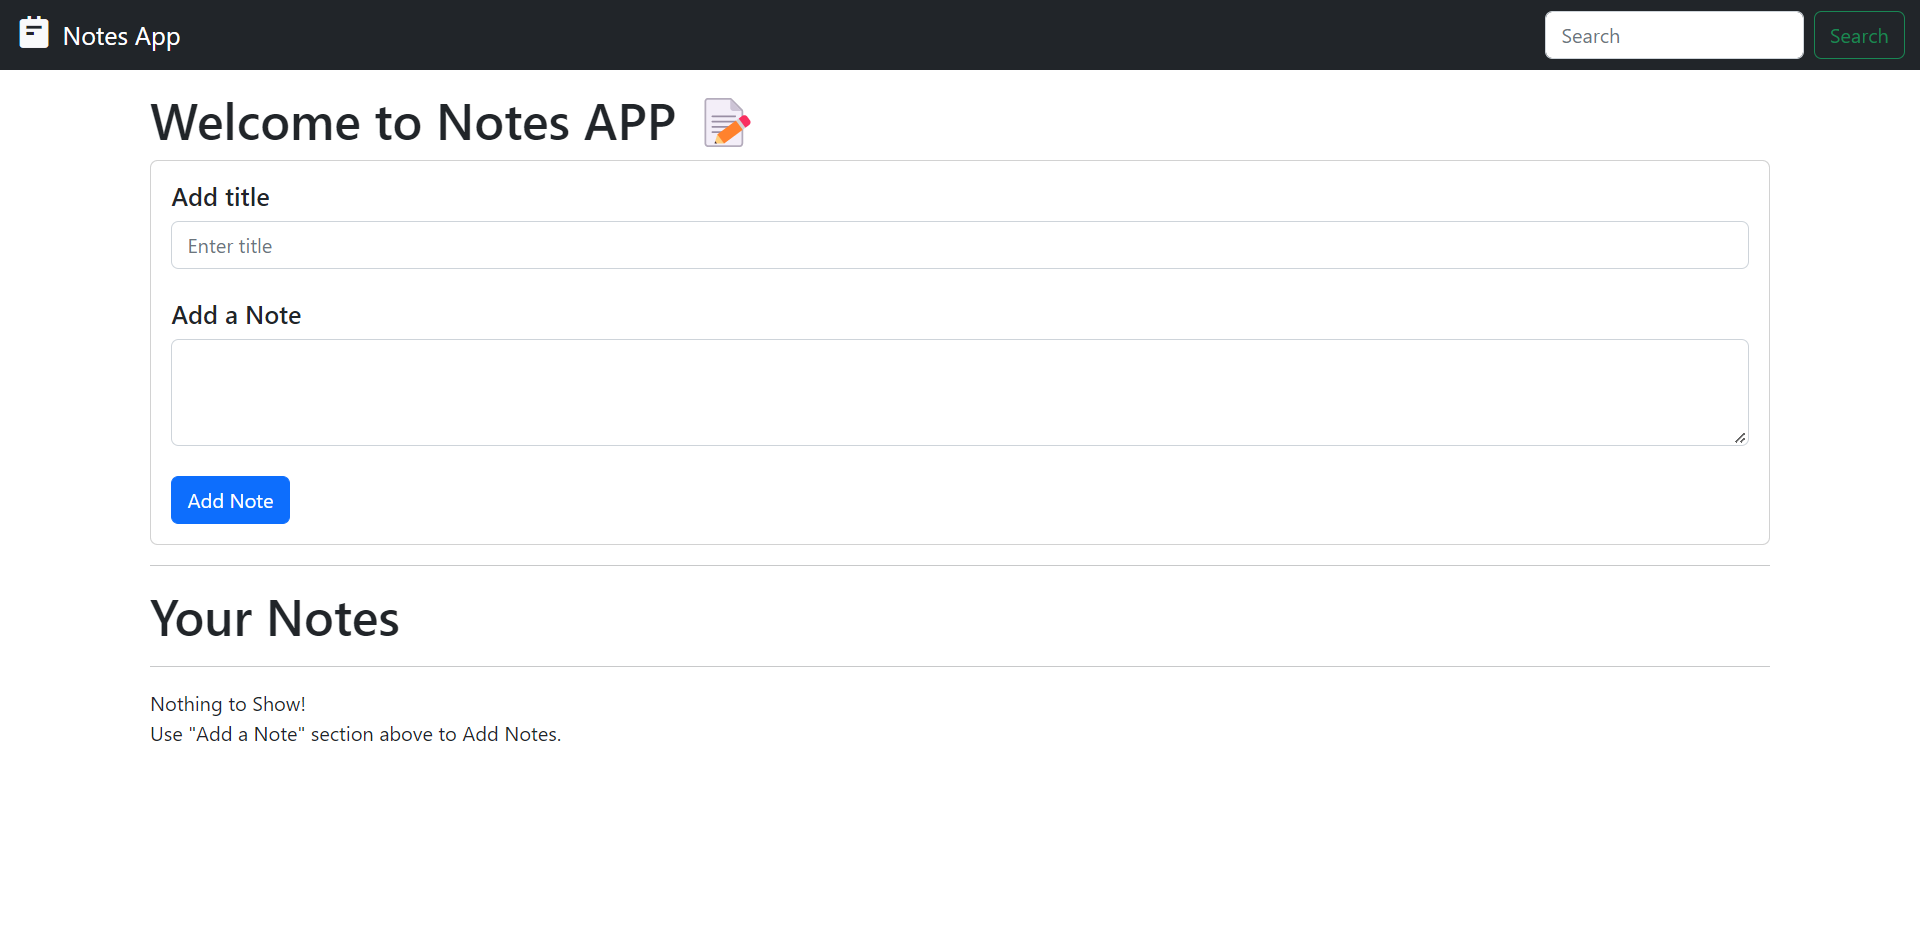 Notes App
Search
Search
Welcome to Notes APP
Add title
Enter title
Add a Note
Add Note
Your Notes
Nothing to Show!
Use "Add a Note" section above to Add Notes.